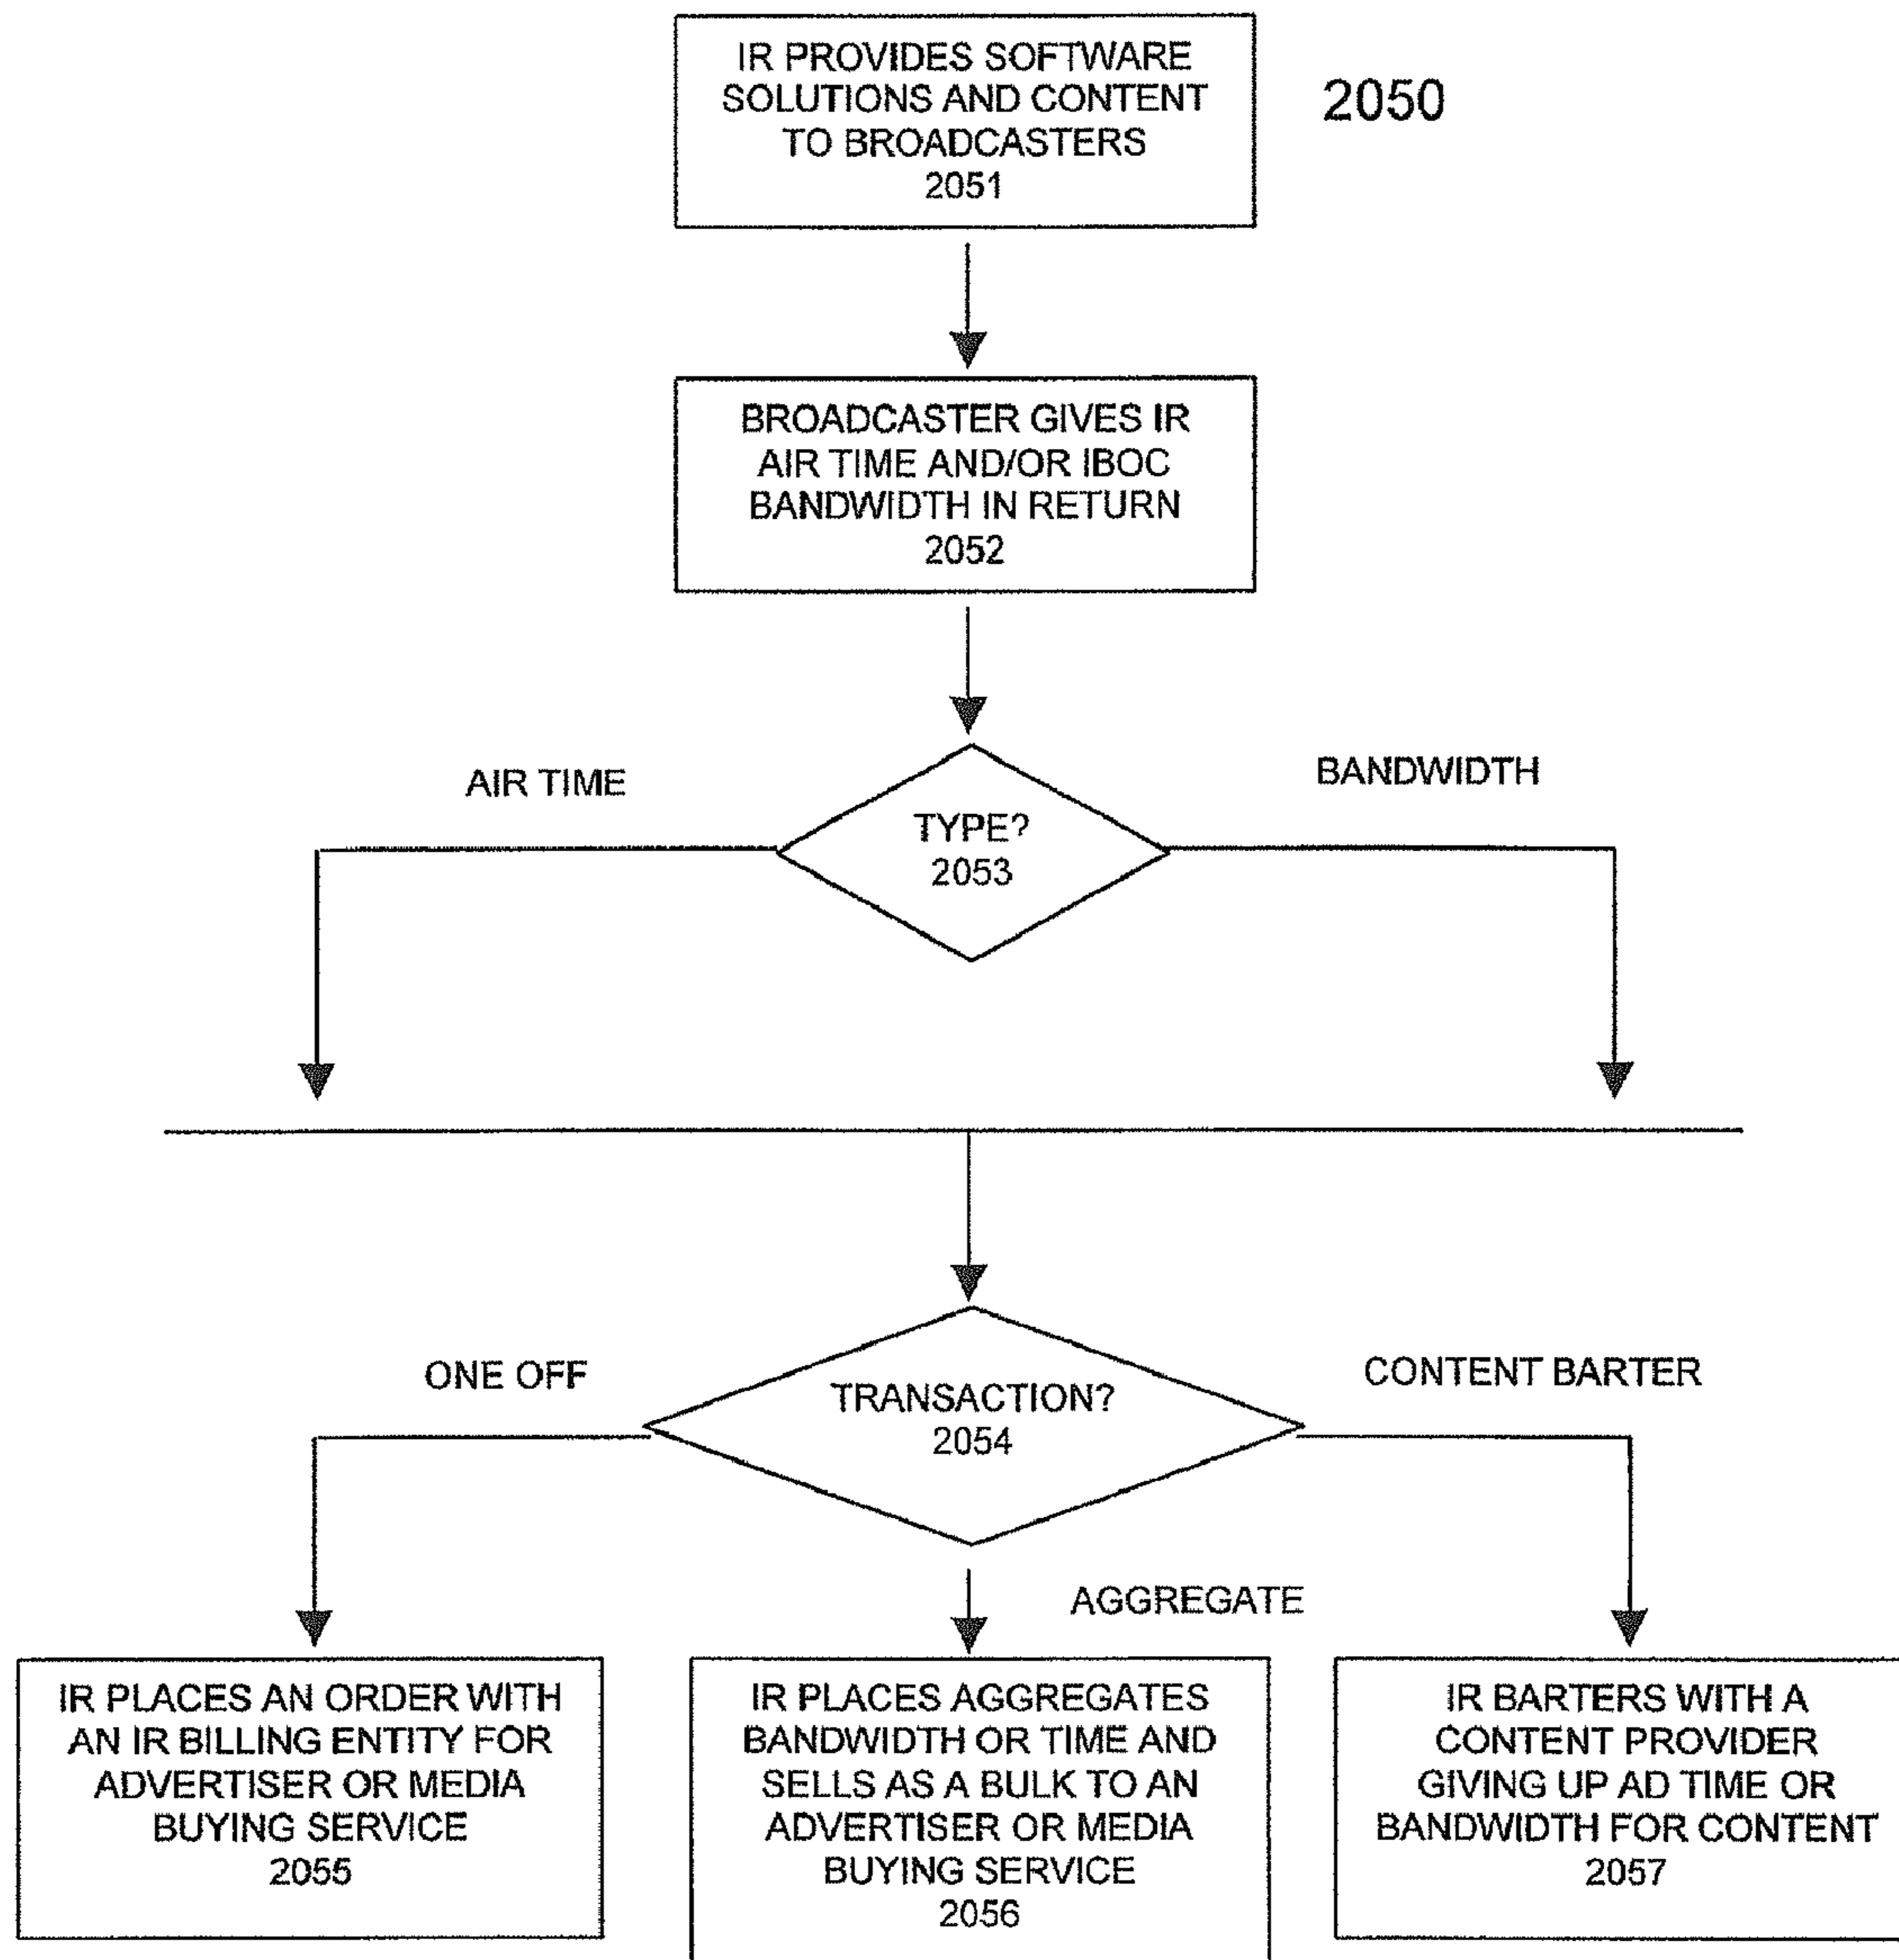 IR PROVIDES SOFTWARE
SOLUTIONS AND CONTENT
TO BROADCASTERS
2051
2050
BROADCASTER GIVES IR
AIR TIME AND/OR IBOC
BANDWIDTH IN RETURN
2052
AIR TIME
BANDWIDTH
TYPE?
2053
ONE OFF
CONTENT BARTER
TRANSACTION?
2054
AGGREGATE
IR PLACES AN ORDER WITH
AN IR BILLING ENTITY FOR
ADVERTISER OR MEDIA
BUYING SERVICE
2055
IR PLACES AGGREGATES
BANDWIDTH OR TIME AND
SELLS AS A BULK TO AN
ADVERTISER OR MEDIA
BUYING SERVICE
2056
IR BARTERS WITH A
CONTENT PROVIDER
GIVING UP AD TIME OR
BANDWIDTH FOR CONTENT
2057